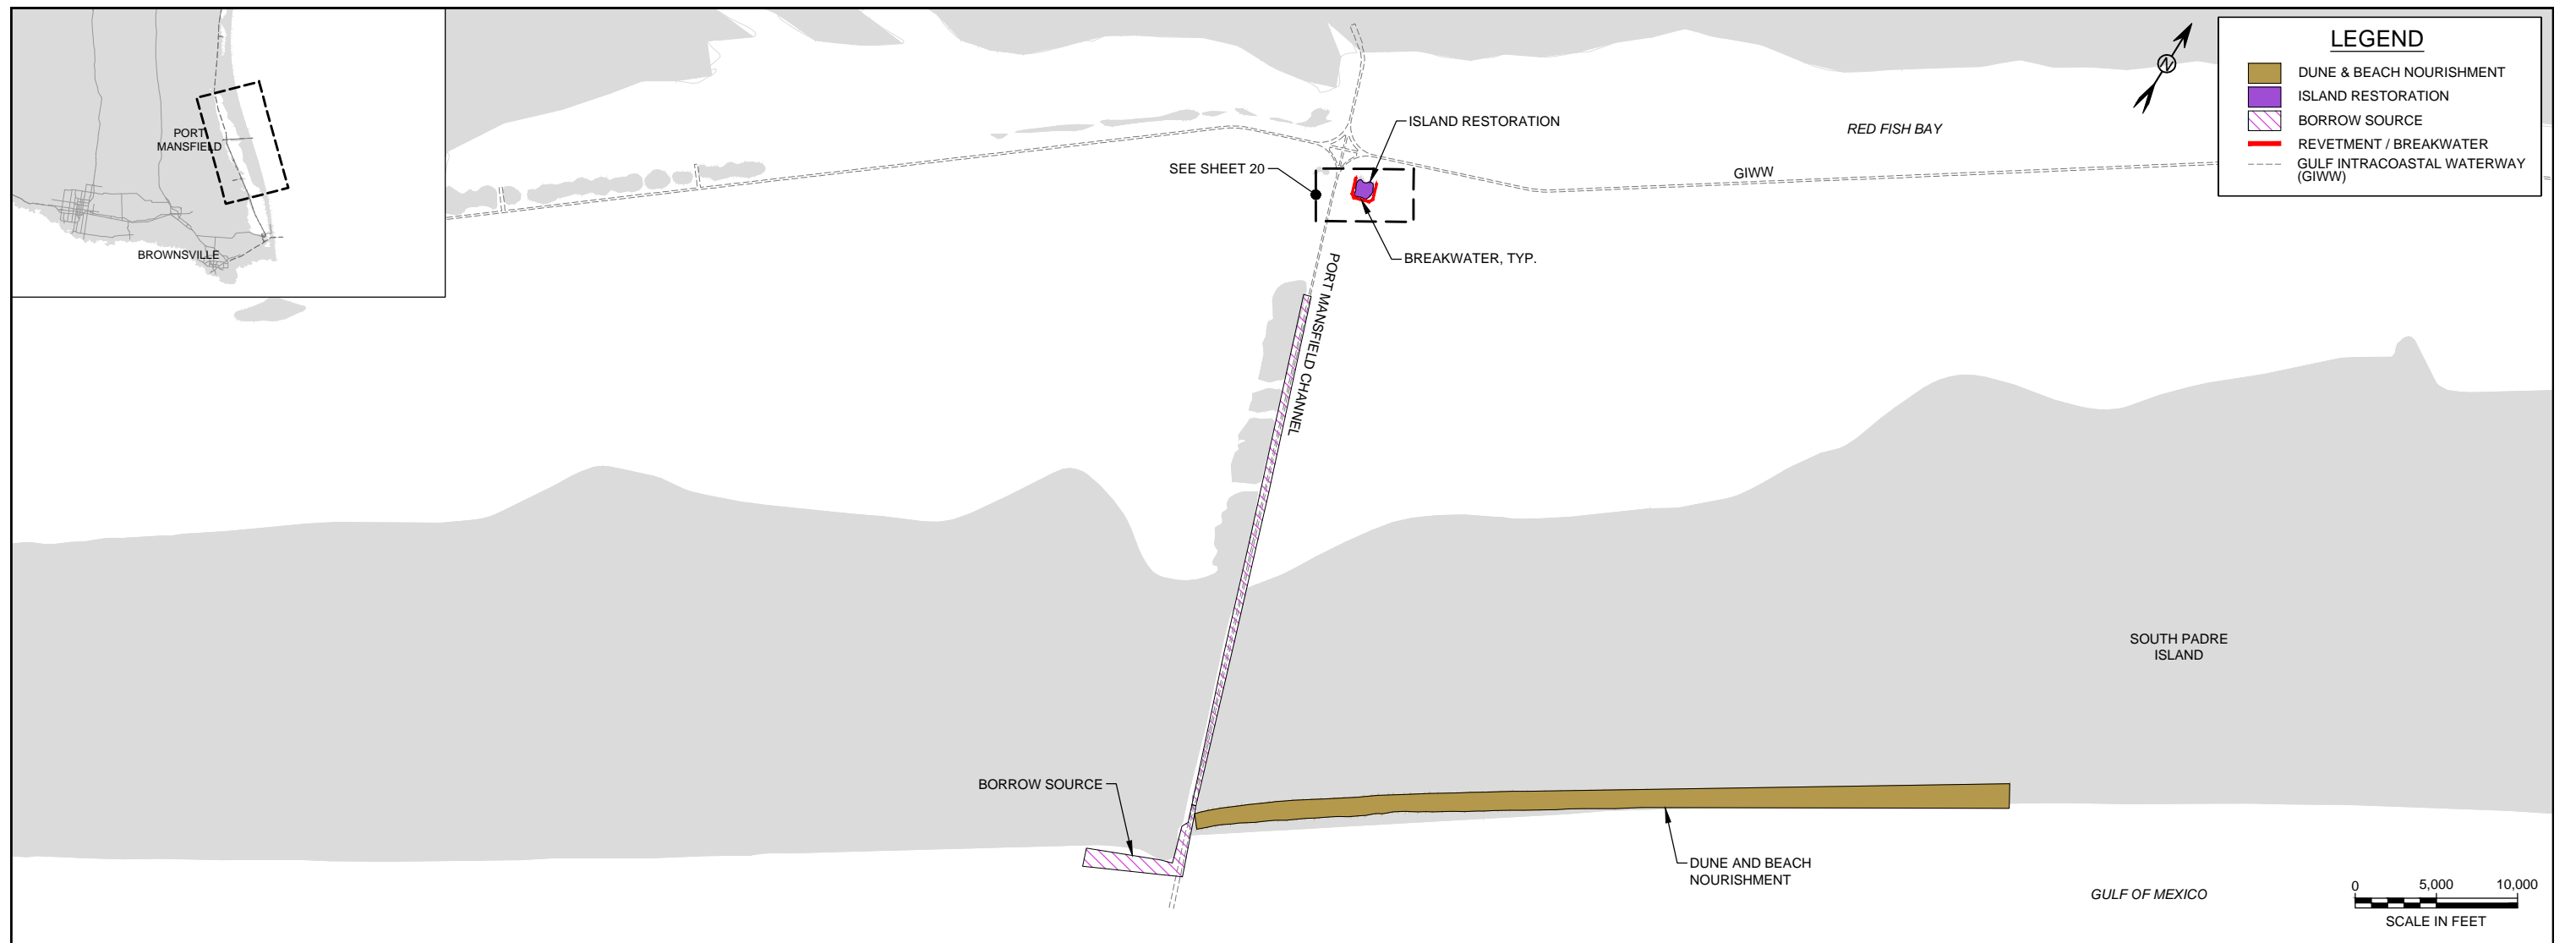 PORT
MANSFIELD
BROWNSVILLE
LEGEND
DUNE & BEACH NOURISHMENT
ISLAND RESTORATION
BORROW SOURCE
REVETMENT / BREAKWATER
GULF INTRACOASTAL WATERWAY
(GIWW)
N
ISLAND RESTORATION
RED FISH BAY
SEE SHEET 20
GIWW
BREAKWATER, TYP.
PORT MANSFIELD CHANNEL
SOUTH PADRE
ISLAND
BORROW SOURCE
DUNE AND BEACH
NOURISHMENT
GULF OF MEXICO
0 5,000 10,000
SCALE IN FEET